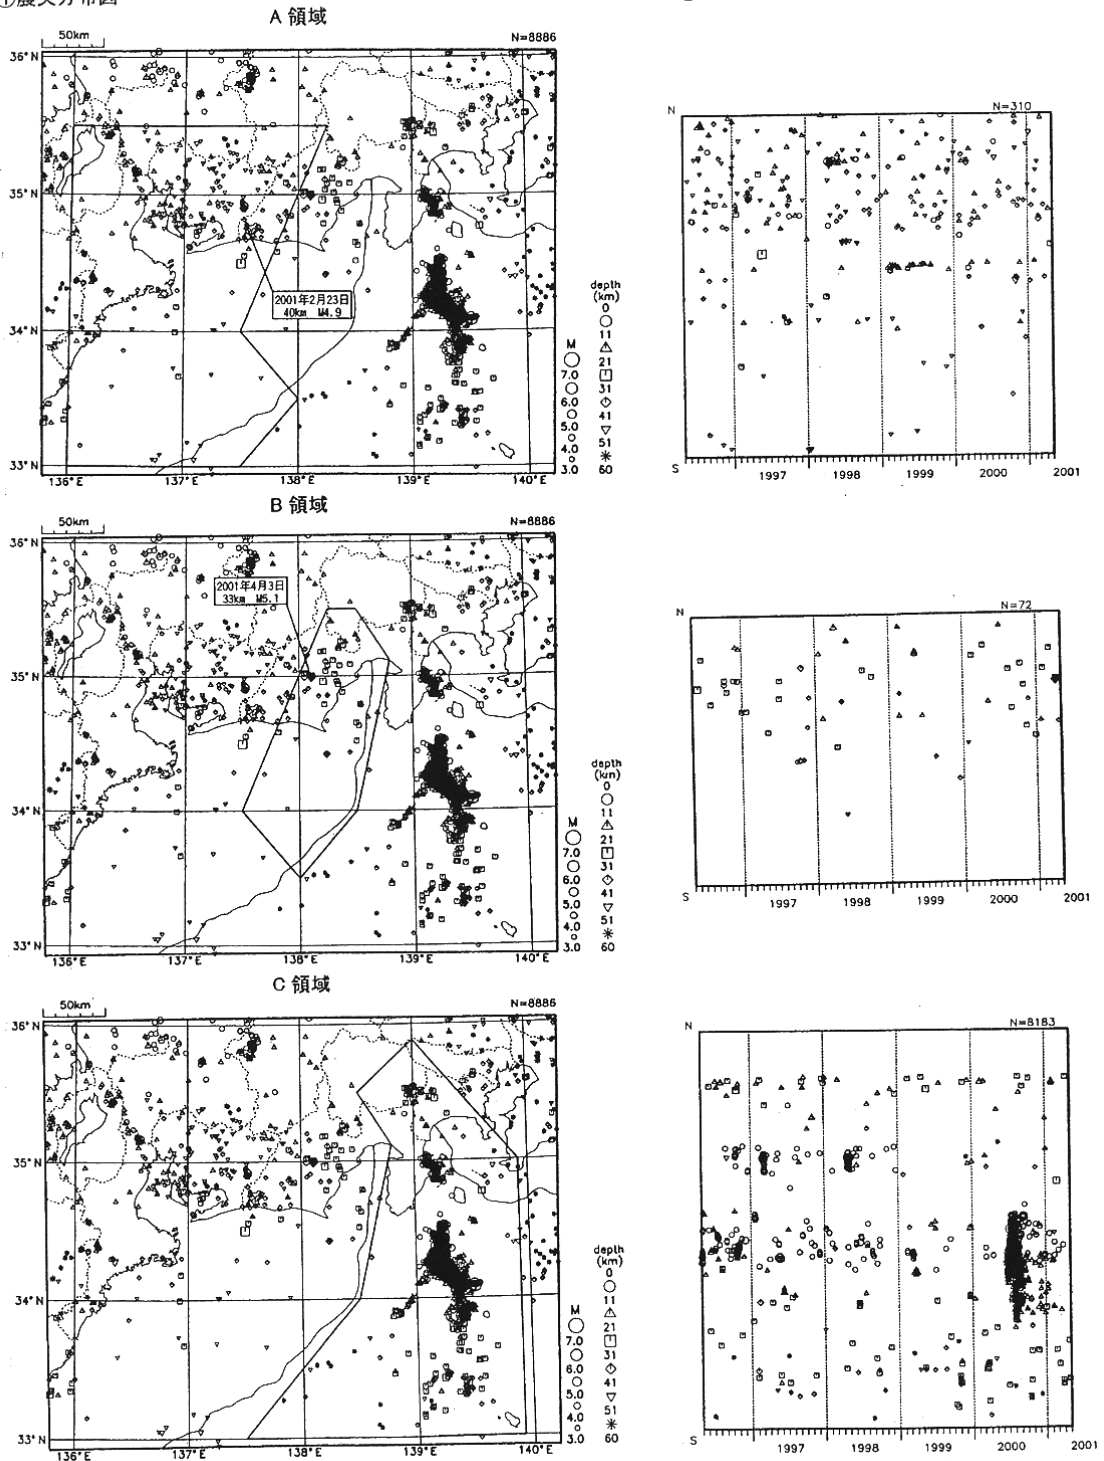 ①震央分布図
A 領域
50km
N=8886
36°N
35°N
34°N
33°N
136°E
137°E
138°E
139°E
140°E
2001年2月23日
40km M4.9
M
7.0
6.0
5.0
4.0
3.0
depth
(km)
0
11
21
31
41
51
60
N
N=310
S
1997
1998
1999
2000
2001
B 領域
50km
N=8886
36°N
35°N
34°N
33°N
136°E
137°E
138°E
139°E
140°E
2001年4月3日
33km M5.1
M
7.0
6.0
5.0
4.0
3.0
depth
(km)
0
11
21
31
41
51
60
N
N=72
S
1997
1998
1999
2000
2001
C 領域
50km
N=8886
36°N
35°N
34°N
33°N
136°E
137°E
138°E
139°E
140°E
M
7.0
6.0
5.0
4.0
3.0
depth
(km)
0
11
21
31
41
51
60
N
N=8183
S
1997
1998
1999
2000
2001